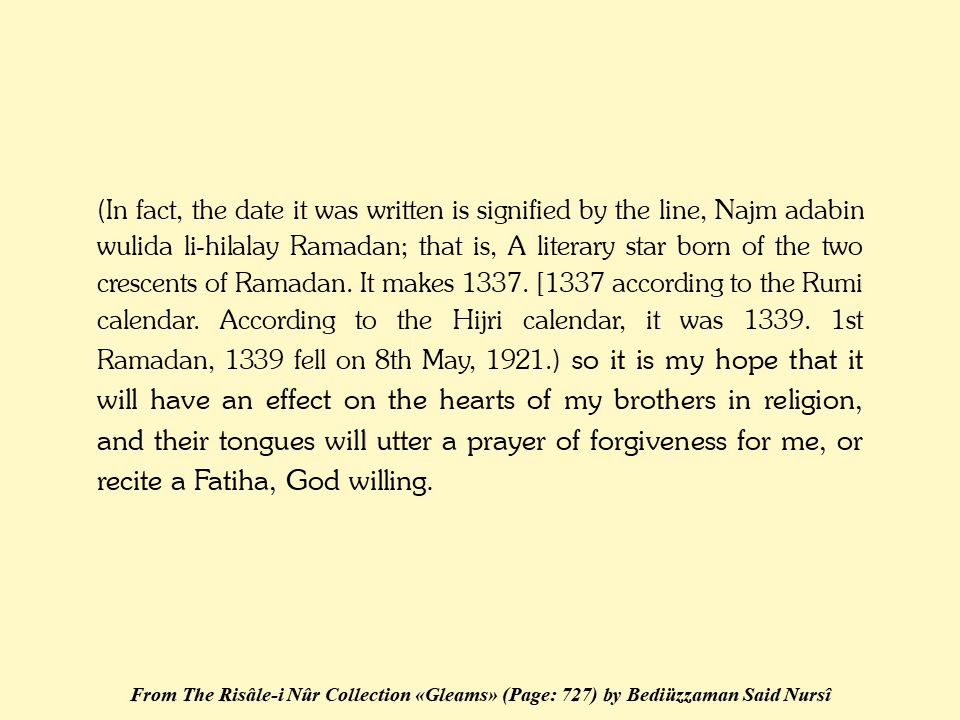 (In fact, the date it was written is signified by the line, Najm adabin
wulida li-hilalay Ramadan; that is, A literary star born of the two
crescents of Ramadan. It makes 1337. [1337 according to the Rumi
calendar. According to the Hijri calendar, it was 1339. 1st
Ramadan, 1339 fell on 8th May, 1921.) so it is my hope that it
will have an effect on the hearts of my brothers in religion,
and their tongues will utter a prayer of forgiveness for me, or
recite a Fatiha, God willing.
From The Risâle-i Nûr Collection «Gleams» (Page: 727) by Bediüzzaman Said Nursî